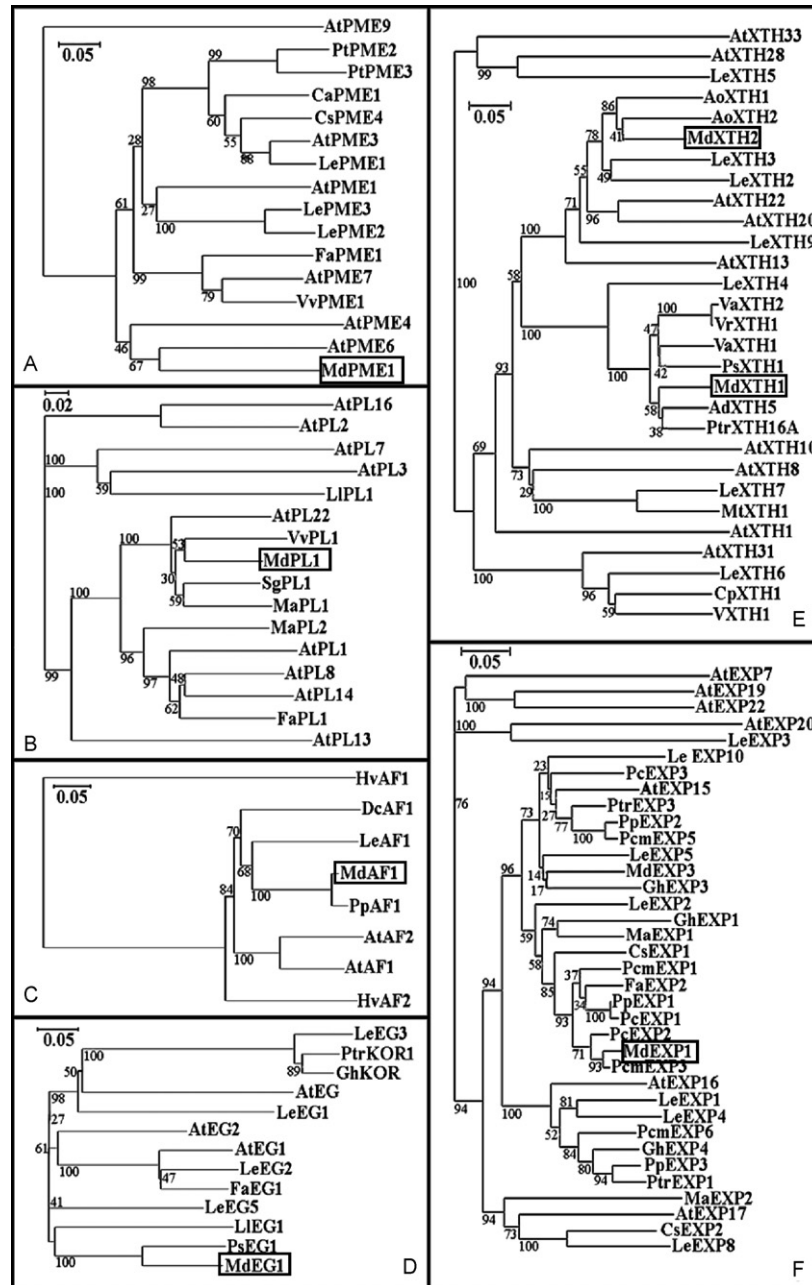 AtPME9
0.05
PtPME2
99
PtPME3
98
CaPME1
60
CsPME4
28
55
AtPME3
88
LePME1
AtPME1
27
LePME3
61
100
LePME2
FaPME1
99
AtPME7
79
VvPME1
AtPME4
46
AtPME6
67
MdPME1
A
AtPL16
0.02
AtPL2
AtPL7
100
AtPL3
59
100
LlPL1
AtPL22
100
VvPL1
53
MdPL1
30
SgPL1
100
59
MaPL1
MaPL2
96
AtPL1
97
AtPL8
48
99
AtPL14
62
FaPL1
AtPL13
B
HvAF1
0.05
DcAF1
70
LeAF1
68
MdAF1
84
100
PpAF1
AtAF2
100
AtAF1
HvAF2
C
0.05
LeEG3
100
PtrKOR1
50
89
GhKOR
98
AtEG
27
LeEG1
AtEG2
61
AtEG1
100
LeEG2
47
FaEG1
41
LeEG5
LlEG1
PsEG1
100
MdEG1
D
AtXTH33
AtXTH28
99
LeXTH5
0.05
AoXTH1
86
AoXTH2
78
41
MdXTH2
LeXTH3
55
49
LeXTH2
71
AtXTH22
96
AtXTH20
100
LeXTH9
AtXTH13
100
58
LeXTH4
100
VaXTH2
47
VrXTH1
100
VaXTH1
PsXTH1
100
42
MdXTH1
93
58
AdXTH5
38
PtrXTH16A
69
AtXTH16
73
AtXTH8
29
LeXTH7
100
MtXTH1
AtXTH1
AtXTH31
100
LeXTH6
96
CpXTH1
59
VXTH1
E
0.05
AtEXP7
AtEXP19
100
AtEXP22
100
AtEXP20
LeEXP3
Le EXP10
23
PcEXP3
15
AtEXP15
76
27
PtrEXP3
73
77
PpEXP2
100
PcmEXP5
LeEXP5
96
14
MdEXP3
17
GhEXP3
LeEXP2
59
74
GhEXP1
MaEXP1
58
CsEXP1
94
85
37
PcmEXP1
FaEXP2
34
PpEXP1
93
100
PcEXP1
PcEXP2
71
MdEXP1
93
PcmEXP3
94
100
AtEXP16
81
LeEXP1
LeEXP4
52
PcmEXP6
84
GhEXP4
80
PpEXP3
94
PtrEXP1
MaEXP2
94
AtEXP17
73
CsEXP2
100
LeEXP8
F